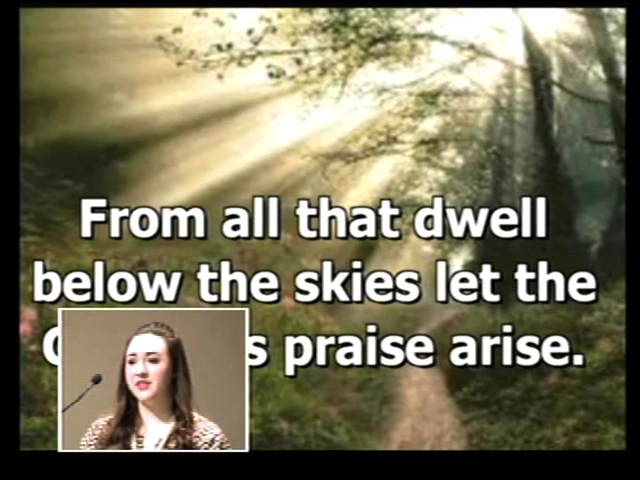 From all that dwell
below the skies let the
praise arise.